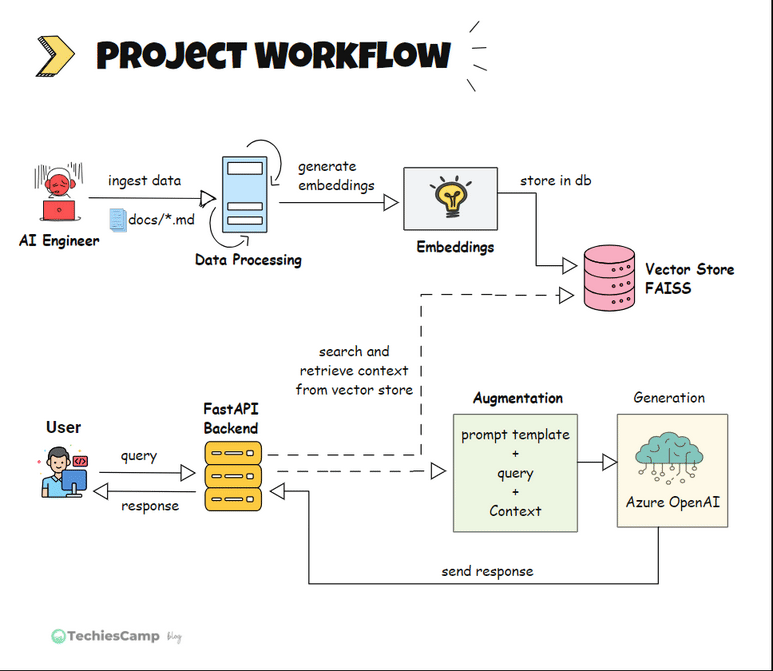 PROJECT WORKFLOW
ingest data
docs/*.md
AI Engineer
Data Processing
generate
embeddings
Embeddings
store in db
Vector Store
FAISS
search and
retrieve context
from vector store
User
query
response
FastAPI
Backend
Augmentation
prompt template
+
query
+
Context
Generation
Azure OpenAI
send response
TechiesCamp blog